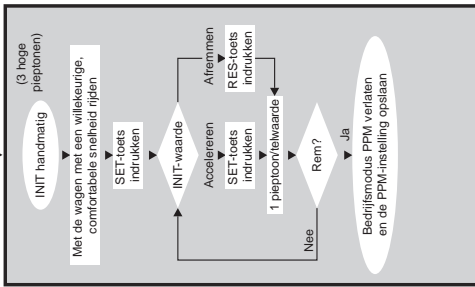 INIT handmatig
(3 hoge
pieptonen)
Met de wagen met een willekeurige,
comfortabele snelheid rijden
SET-toets
indrukken
INIT-waarde
Accelereren
SET-toets
indrukken
Afremmen
RES-toets
indrukken
1 pieptoon/telwaarde
Rem?
Nee
Ja
Bedrijfsmodus PPM verlaten
en de PPM-instelling opslaan